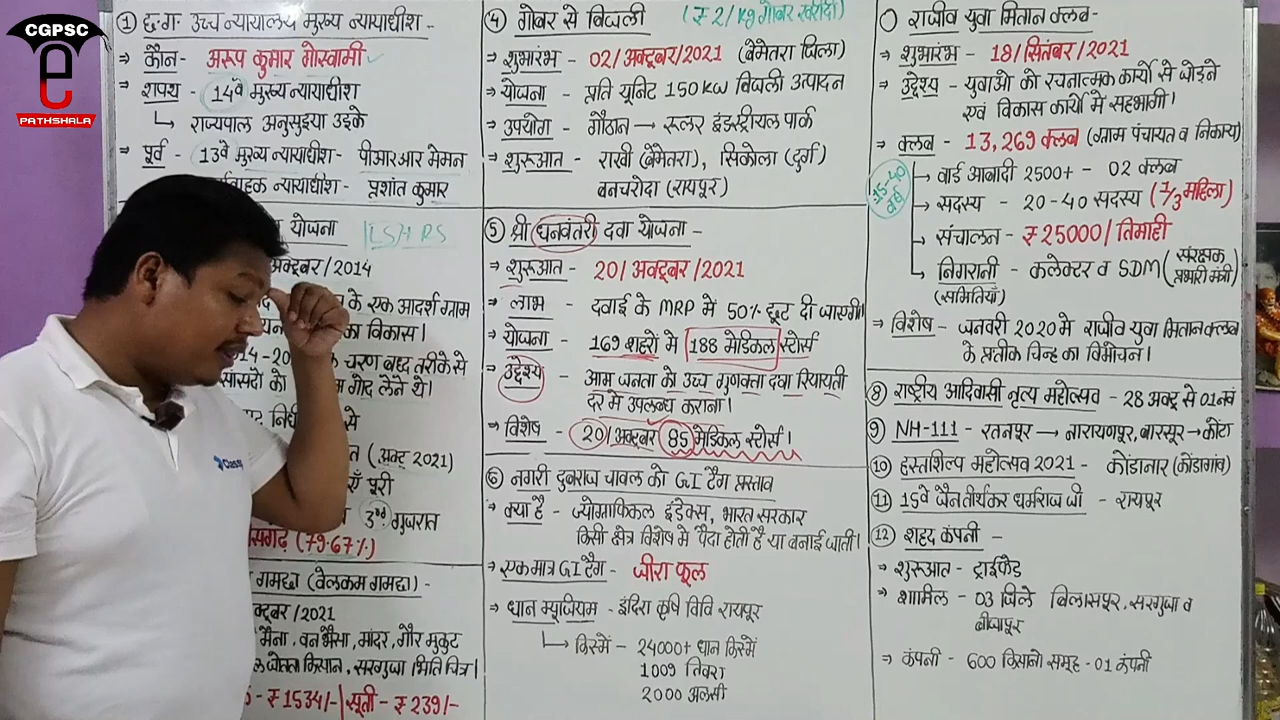 CGPSC
e
PATHSHALA
① छ.ग. उच्च न्यायालय मुख्य न्यायाधीश -
⇒ कौन - अरूप कुमार गोस्वामी
⇒ शपथ - 14वे मुख्य न्यायाधीश
↳ राज्यपाल अनुसुइया उइके
⇒ पूर्व - 13वे मुख्य न्यायाधीश - पीआरआर मेमन
न्यायाधीश - प्रशांत कुमार
योजना
अक्टूबर/2014
के एक आदर्श ग्राम
का विकास।
चरण बध्द तरीके से
सांसदो को गोद लेने थे।
से
(अक्ट 2021)
पूरी
3rd गुजरात
(79.67%)
गमछा (वेलकम गमछा) -
/2021
मैना, वन भैंसा, मांदर, गौर मुकुट
किसान, सरगुजा भिति चित्र।
- ₹1534/- | सूती - ₹239/-
④ गोबर से बिजली (₹2/kg गोबर खरीदी)
⇒ शुभारंभ - 02/अक्टूबर/2021 (बेमेतरा जिला)
⇒ योजना - प्रति यूनिट 150KW बिजली उत्पादन
⇒ उपयोग - गौठान → रूलर इंडस्ट्रीयल पार्क
⇒ शुरूआत - राखी (बेमेतरा), सिकोला (दुर्ग)
बनचरोदा (रायपुर)
⑤ श्री धनवंतरी दवा योजना -
⇒ शुरूआत - 20/अक्टूबर/2021
⇒ लाभ - दवाई के MRP में 50% छूट दी जाएगी।
⇒ योजना - 169 शहरों में 188 मेडिकल स्टोर्स
⇒ उद्देश्य - आम जनता को उच्च गुणवत्ता दवा रियायती
दर में उपलब्ध कराना।
⇒ विशेष - 20/अक्टूबर 85 मेडिकल स्टोर्स।
⑥ नगरी दुबराज चावल को GI टैग प्रस्ताव
⇒ क्या है - ज्योग्राफिकल इंडेक्स, भारत सरकार
किसी क्षेत्र विशेष में पैदा होती है या बनाई जाती।
⇒ एकमात्र GI टैग - जीरा फूल
⇒ धान म्यूजियम - इंदिरा कृषि विवि रायपुर
↳ किस्में - 24000+ धान किस्में
1009 तिवरा
2000 अलसी
राजीव युवा मितान क्लब -
⇒ शुभारंभ - 18/सितंबर/2021
⇒ उद्देश्य - युवाओं को रचनात्मक कार्यो से जोड़ने
एवं विकास कार्यो में सहभागी।
⇒ क्लब - 13,269 क्लब (ग्राम पंचायत व निकाय)
15-40 वर्ष
→ वार्ड आबादी 2500+ - 02 क्लब
→ सदस्य - 20-40 सदस्य (1/3 महिला)
→ संचालन - ₹25000/तिमाही
→ निगरानी - कलेक्टर व SDM (संरक्षक प्रभारी मंत्री)
(समितियाँ)
⇒ विशेष - जनवरी 2020 में राजीव युवा मितान क्लब
के प्रतीक चिन्ह का विमोचन।
⑧ राष्ट्रीय आदिवासी नृत्य महोत्सव - 28 अक्टू से 01 नवं
⑨ NH-111 - रतनपुर → नारायणपुर, बारसूर → कोंटा
⑩ हस्तशिल्प महोत्सव 2021 - कोंडानार (कोंडागांव)
⑪ 15वे जैन तीर्थकर धर्मराज जी - रायपुर
⑫ शहद कंपनी -
⇒ शुरूआत - ट्राईफेड
⇒ शामिल - 03 जिले बिलासपुर, सरगुजा व
बीजापुर
⇒ कंपनी - 600 किसानो समूह - 01 कंपनी